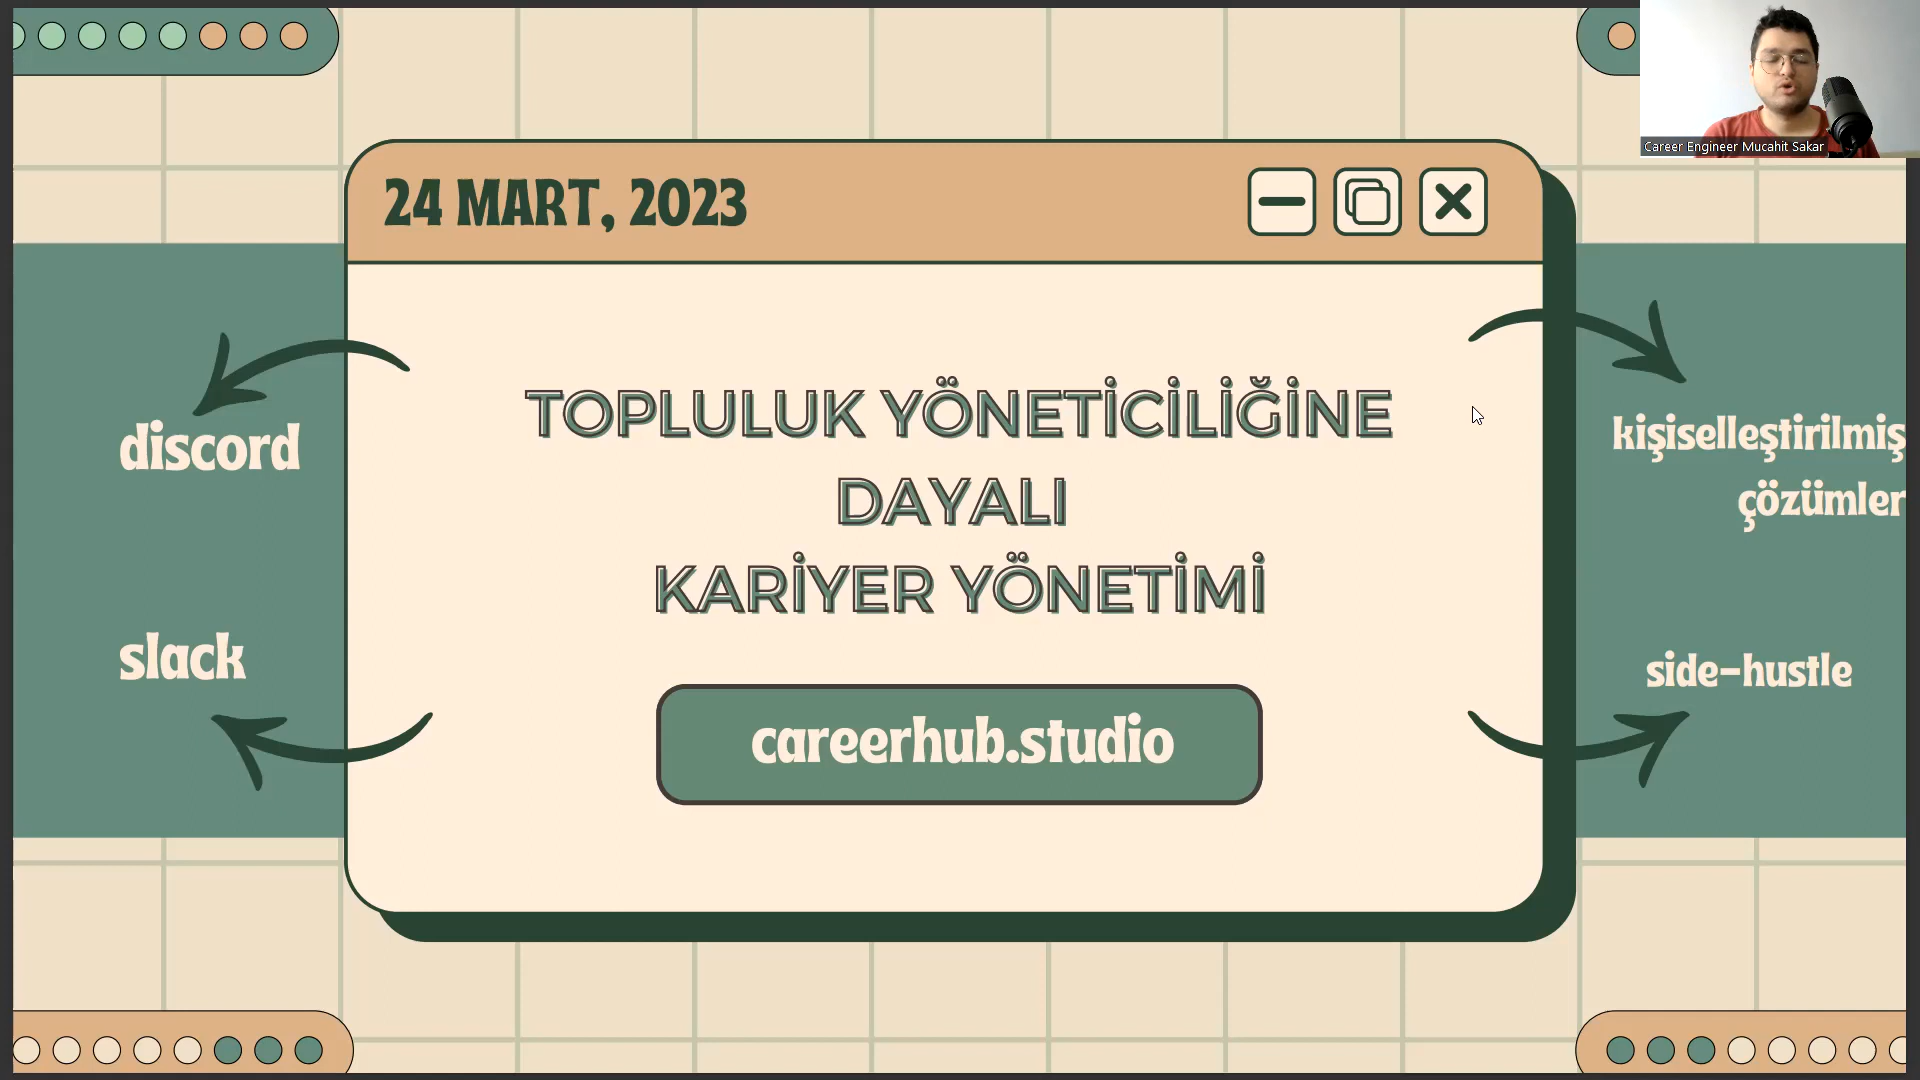 Career Engineer Mucahit Sakar
24 MART, 2023
discord
slack
TOPLULUK YÖNETİCİLİĞİNE
DAYALI
KARİYER YÖNETİMİ
careerhub.studio
kişiselleştirilmiş
çözümler
side-hustle